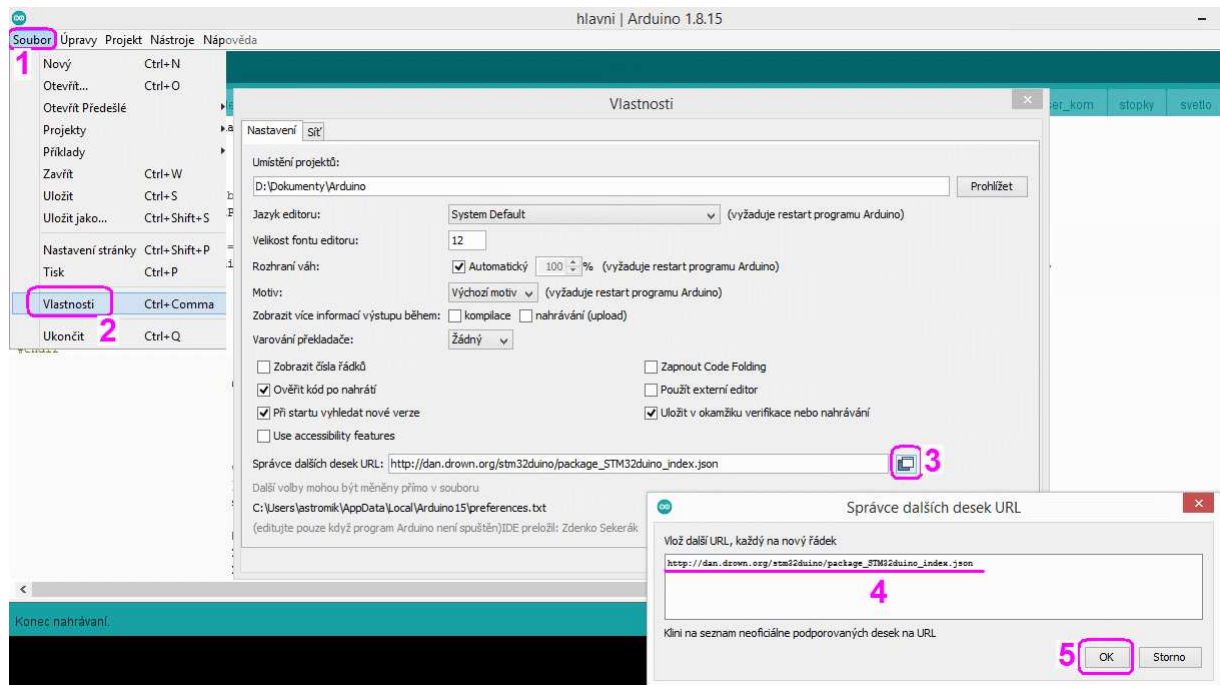 hlavni | Arduino 1.8.15
Soubor Úpravy Projekt Nástroje Nápověda
1
Nový Ctrl+N
Otevřít... Ctrl+O
Otevřít Předešlé
Projekty
Příklady
Zavřít Ctrl+W
Uložit Ctrl+S
Uložit jako... Ctrl+Shift+S
Nastavení stránky Ctrl+Shift+P
Tisk Ctrl+P
Vlastnosti Ctrl+Comma
2
Ukončit Ctrl+Q
stopky svetlo
Vlastnosti
Nastavení Síť
Umístění projektů:
D:\Dokumenty\Arduino Prohlížet
Jazyk editoru: System Default (vyžaduje restart programu Arduino)
Velikost fontu editoru: 12
Rozhraní váh: Automatický 100 % (vyžaduje restart programu Arduino)
Motiv: Výchozí motiv (vyžaduje restart programu Arduino)
Zobrazit více informací výstupu během: kompilace nahrávání (upload)
Varování překladače: Žádný
Zobrazit čísla řádků Zapnout Code Folding
Ověřit kód po nahrátí Použít externí editor
Při startu vyhledat nové verze Uložit v okamžiku verifikace nebo nahrávání
Use accessibility features
Správce dalších desek URL: http://dan.drown.org/stm32duino/package_STM32duino_index.json 3
Další volby mohou být měněny přímo v souboru
C:\Users\astromik\AppData\Local\Arduino15\preferences.txt
(editujte pouze když program Arduino není spuštěn)IDE preložil: Zdenko Sekerák
Správce dalších desek URL
Vlož další URL, každý na nový řádek
http://dan.drown.org/stm32duino/package_STM32duino_index.json
4
Klini na seznam neoficiálne podporovaných desek na URL
5 OK Storno
Konec nahrávaní.